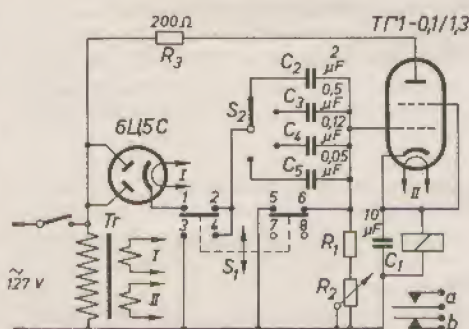 200Ω
R3
ТГ1-0,1/1,3
C2 2 µF
C3 0,5 µF
C4 0,12 µF
C5 0,05 µF
S2
6Ц5С
I
II
1 2
3 4
5 6
7 8
S1
10 µF
C1
R1
R2
Tr
I
II
~127 V
a
b